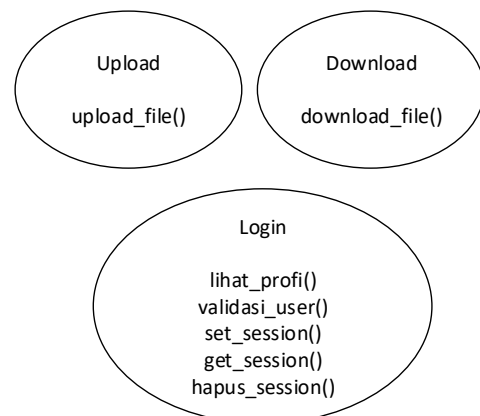 Upload
upload_file()
Download
download_file()
Login
lihat_profi()
validasi_user()
set_session()
get_session()
hapus_session()